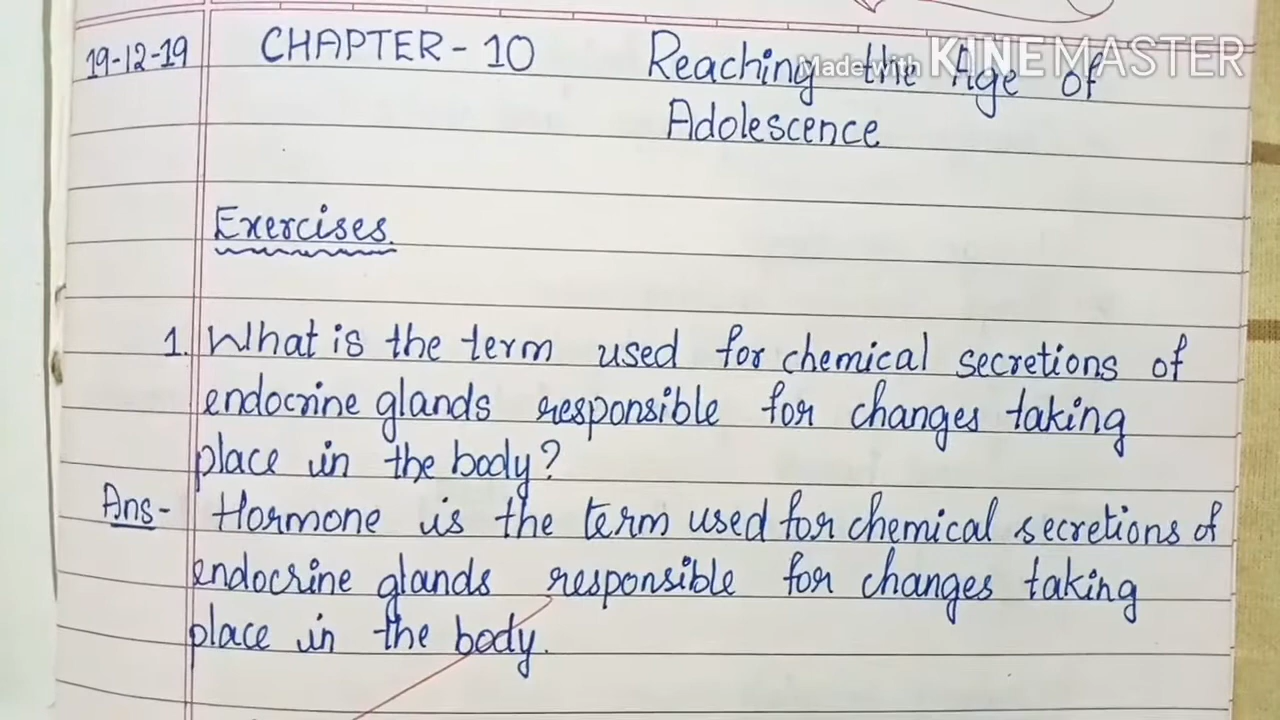 19-12-19 CHAPTER - 10 Reaching the Age of
Adolescence
Made with KINEMASTER
Exercises.
1. What is the term used for chemical secretions of
endocrine glands responsible for changes taking
place in the body?
Ans- Hormone is the term used for chemical secretions of
endocrine glands responsible for changes taking
place in the body.